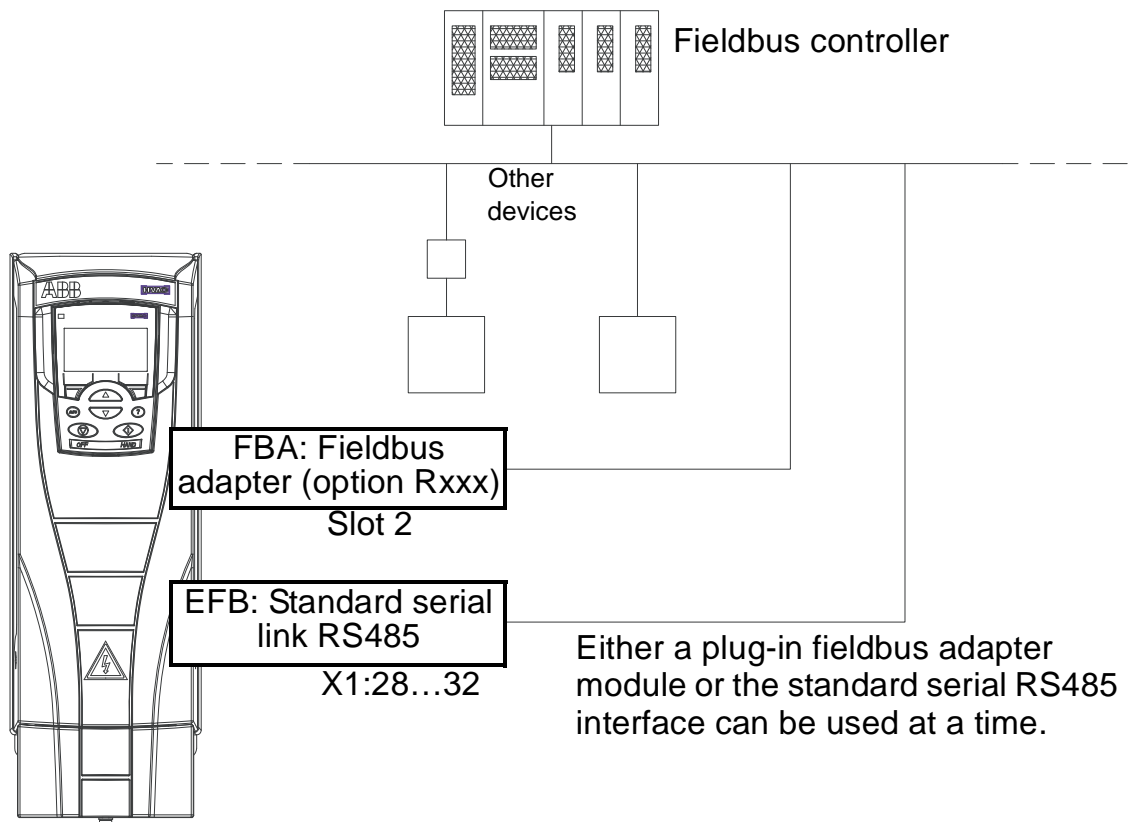 Fieldbus controller
Other
devices
ABB
?
OFF HAND
FBA: Fieldbus
adapter (option Rxxx)
Slot 2
EFB: Standard serial
link RS485
X1:28…32
Either a plug-in fieldbus adapter
module or the standard serial RS485
interface can be used at a time.